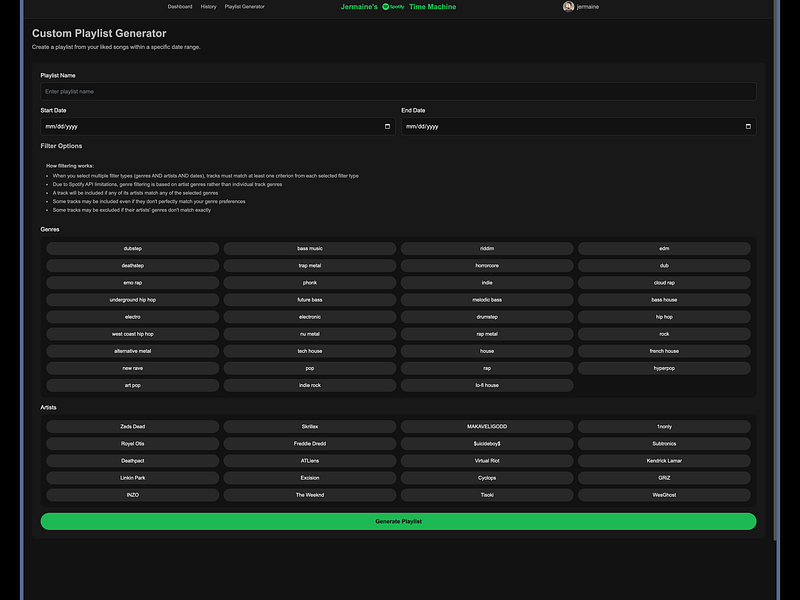 Dashboard History Playlist Generator Jermaine's Spotify Time Machine jermaine
Custom Playlist Generator
Create a playlist from your liked songs within a specific date range.
Playlist Name
Enter playlist name
Start Date End Date
mm/dd/yyyy mm/dd/yyyy
Filter Options
How filtering works:
• When you select multiple filter types (genres AND artists AND dates), tracks must match at least one criterion from each selected filter type
• Due to Spotify API limitations, genre filtering is based on artist genres rather than individual track genres
• A track will be included if any of its artists match any of the selected genres
• Some tracks may be included even if they don't perfectly match your genre preferences
• Some tracks may be excluded if their artists' genres don't match exactly
Genres
dubstep bass music riddim edm
deathstep trap metal horrorcore dub
emo rap phonk indie cloud rap
underground hip hop future bass melodic bass bass house
electro electronic drumstep hip hop
west coast hip hop nu metal rap metal rock
alternative metal tech house house french house
new rave pop rap hyperpop
art pop indie rock lo-fi house
Artists
Zeds Dead Skrillex MAKAVELIGODD 1nonly
Royel Otis Freddie Dredd $uicideboy$ Subtronics
Deathpact ATLiens Virtual Riot Kendrick Lamar
Linkin Park Excision Cyclops GRiZ
INZO The Weeknd Tisoki WesGhost
Generate Playlist